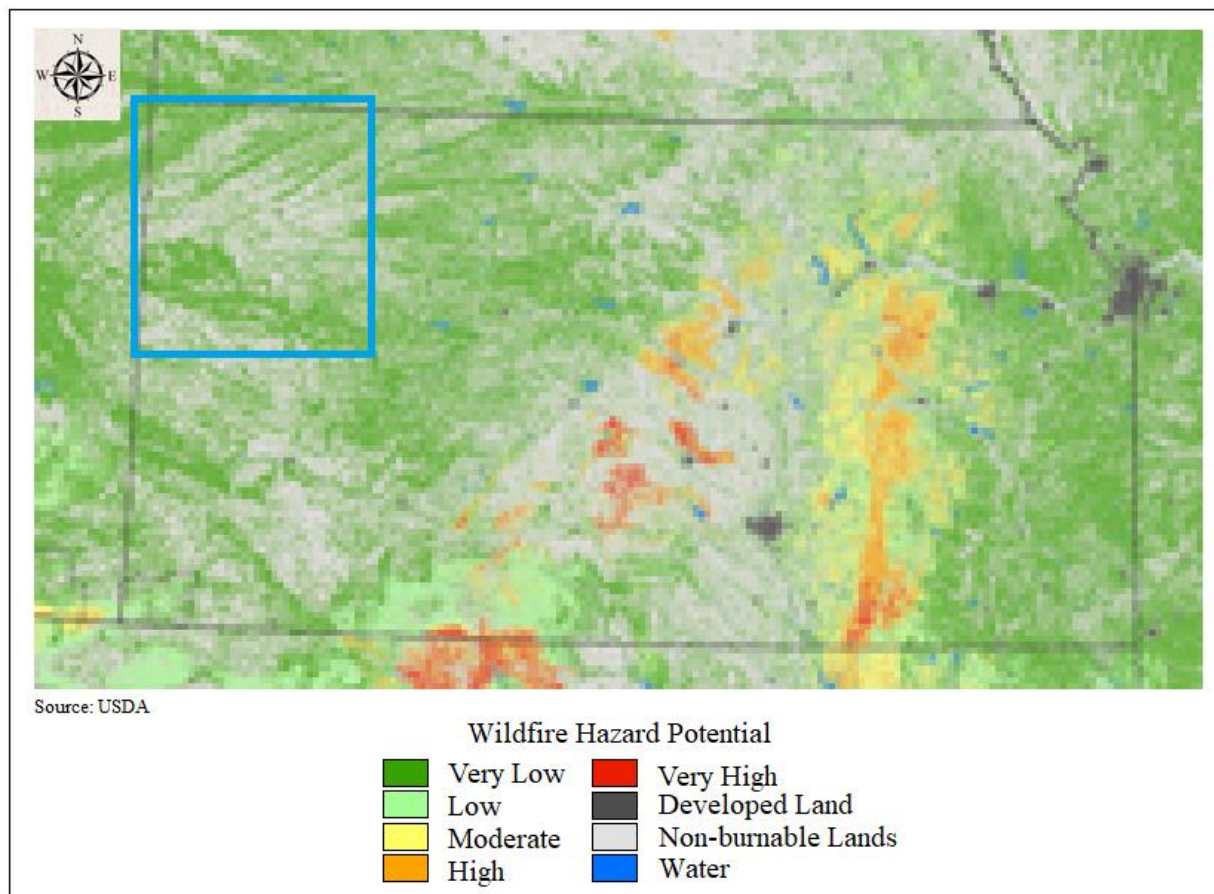 N
W E
S
Source: USDA
Wildfire Hazard Potential
Very Low
Low
Moderate
High
Very High
Developed Land
Non-burnable Lands
Water